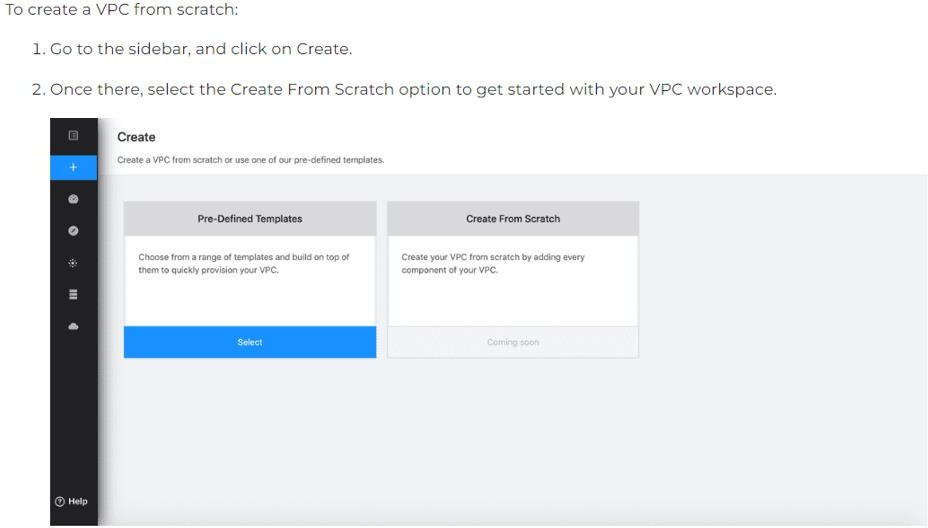 To create a VPC from scratch:
1. Go to the sidebar, and click on Create.
2. Once there, select the Create From Scratch option to get started with your VPC workspace.
Create
Create a VPC from scratch or use one of our pre-defined templates.
Pre-Defined Templates
Choose from a range of templates and build on top of
them to quickly provision your VPC.
Select
Create From Scratch
Create your VPC from scratch by adding every
component of your VPC.
Coming soon
Help